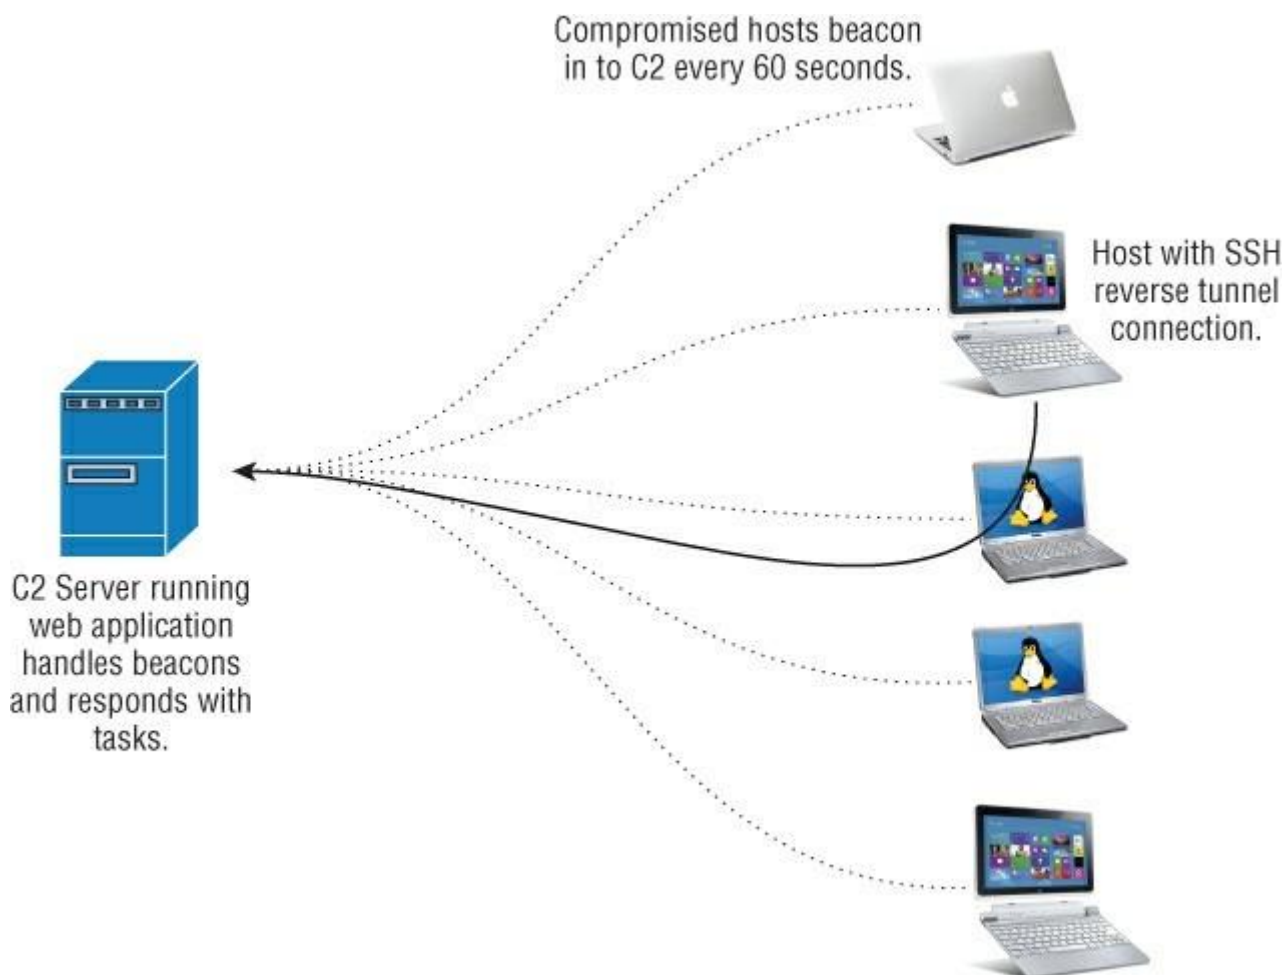 Compromised hosts beacon
in to C2 every 60 seconds.
Host with SSH
reverse tunnel
connection.
C2 Server running
web application
handles beacons
and responds with
tasks.